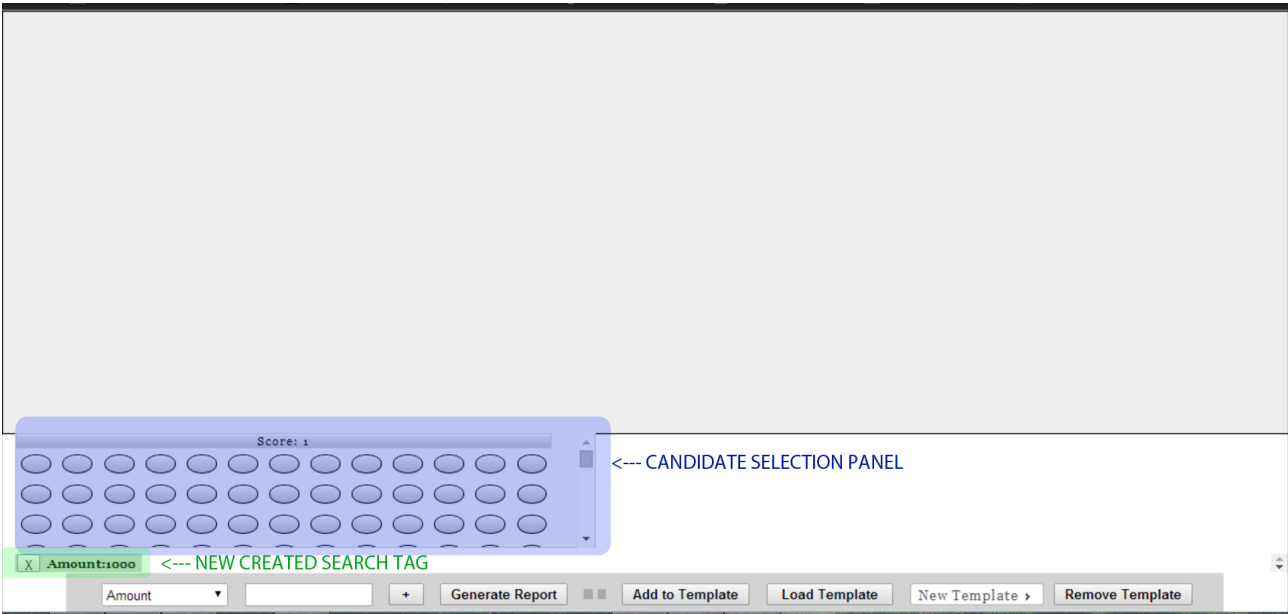 Score: 1
<--- CANDIDATE SELECTION PANEL
X Amount:1000 <--- NEW CREATED SEARCH TAG
Amount + Generate Report Add to Template Load Template New Template > Remove Template